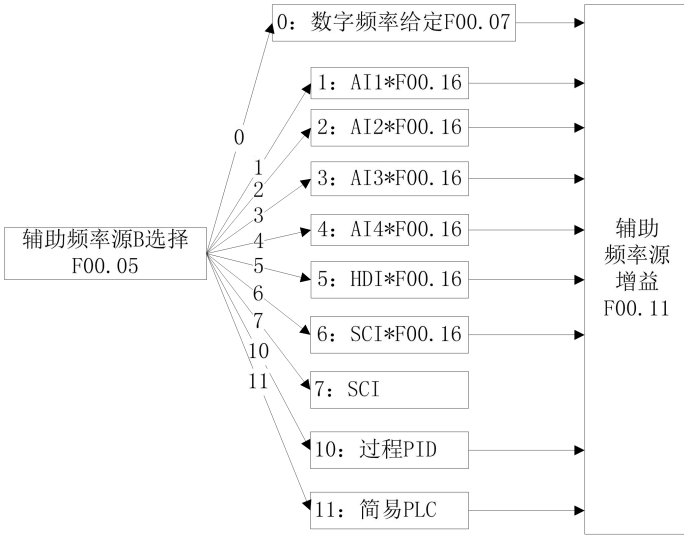 0: 数字频率给定F00.07
1: AI1*F00.16
2: AI2*F00.16
3: AI3*F00.16
4: AI4*F00.16
5: HDI*F00.16
6: SCI*F00.16
7: SCI
10: 过程PID
11: 简易PLC
0
1
2
3
4
5
6
7
10
11
辅助频率源B选择
F00.05
辅助
频率源
增益
F00.11